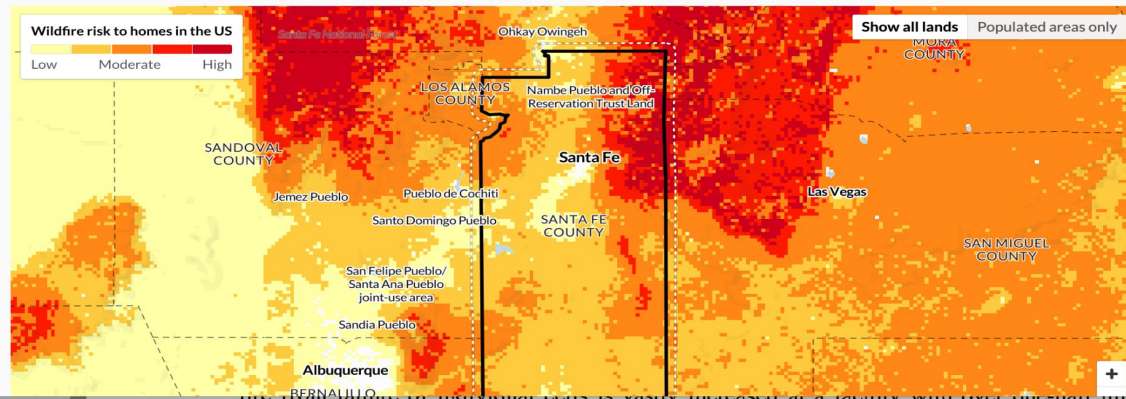 Wildfire risk to homes in the US
Low Moderate High
Show all lands Populated areas only
Santa Fe National Forest
Ohkay Owingeh
MORA
COUNTY
LOS ALAMOS
COUNTY
Nambe Pueblo and Off-
Reservation Trust Land
SANDOVAL
COUNTY
Santa Fe
Jemez Pueblo
Pueblo de Cochiti
Las Vegas
Santo Domingo Pueblo
SANTA FE
COUNTY
SAN MIGUEL
COUNTY
San Felipe Pueblo/
Santa Ana Pueblo
joint-use area
Sandia Pueblo
Albuquerque
BERNALILLO
+